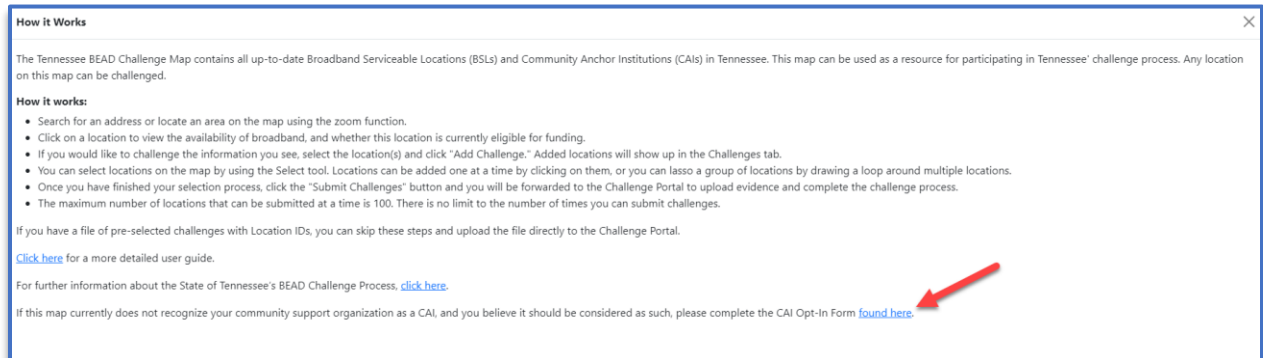 How it Works
The Tennessee BEAD Challenge Map contains all up-to-date Broadband Serviceable Locations (BSLs) and Community Anchor Institutions (CAIs) in Tennessee. This map can be used as a resource for participating in Tennessee' challenge process. Any location
on this map can be challenged.
How it works:
• Search for an address or locate an area on the map using the zoom function.
• Click on a location to view the availability of broadband, and whether this location is currently eligible for funding.
• If you would like to challenge the information you see, select the location(s) and click "Add Challenge." Added locations will show up in the Challenges tab.
• You can select locations on the map by using the Select tool. Locations can be added one at a time by clicking on them, or you can lasso a group of locations by drawing a loop around multiple locations.
• Once you have finished your selection process, click the "Submit Challenges" button and you will be forwarded to the Challenge Portal to upload evidence and complete the challenge process.
• The maximum number of locations that can be submitted at a time is 100. There is no limit to the number of times you can submit challenges.
If you have a file of pre-selected challenges with Location IDs, you can skip these steps and upload the file directly to the Challenge Portal.
Click here for a more detailed user guide.
For further information about the State of Tennessee's BEAD Challenge Process, click here.
If this map currently does not recognize your community support organization as a CAI, and you believe it should be considered as such, please complete the CAI Opt-In Form found here.